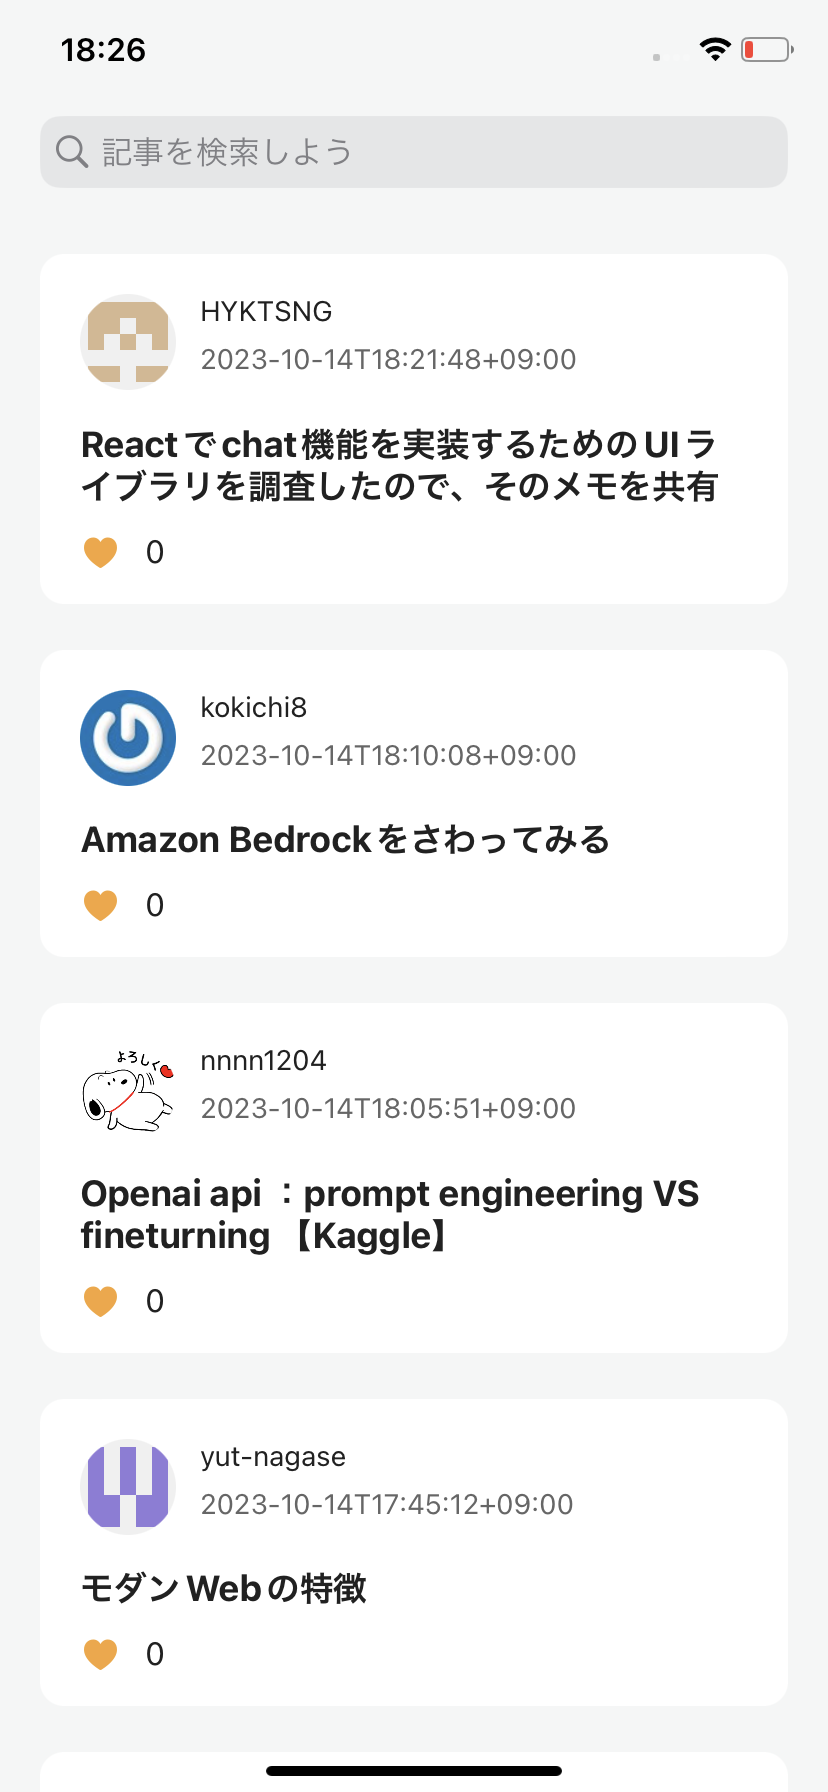 18:26
記事を検索しよう
HYKTSNG
2023-10-14T18:21:48+09:00
Reactでchat機能を実装するためのUIラ
イブラリを調査したので、そのメモを共有
0
kokichi8
2023-10-14T18:10:08+09:00
Amazon Bedrockをさわってみる
0
よろしく
nnnn1204
2023-10-14T18:05:51+09:00
Openai api ：prompt engineering VS
fineturning 【Kaggle】
0
yut-nagase
2023-10-14T17:45:12+09:00
モダンWebの特徴
0